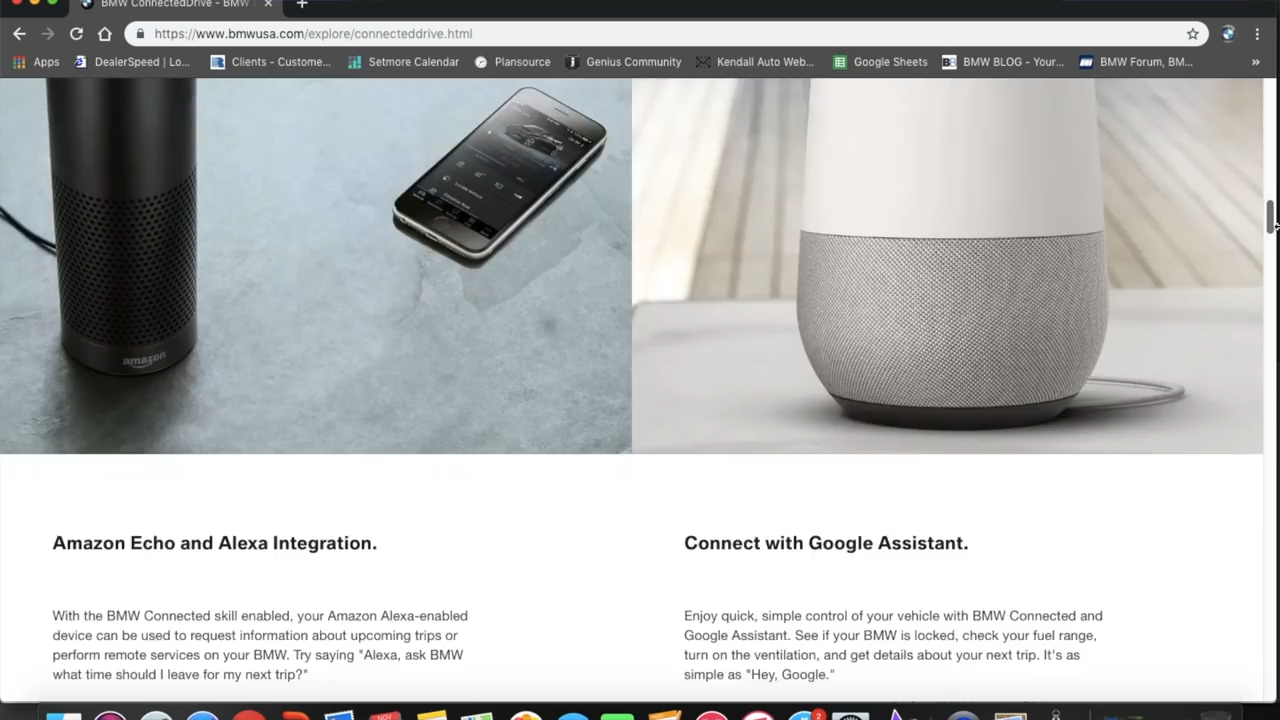 BMW ConnectedDrive - BMW
https://www.bmwusa.com/explore/connecteddrive.html
Apps
DealerSpeed | Lo...
Clients - Custome...
Setmore Calendar
Plansource
Genius Community
Kendall Auto Web...
Google Sheets
BMW BLOG - Your...
BMW Forum, BM...
amazon
Amazon Echo and Alexa Integration.
With the BMW Connected skill enabled, your Amazon Alexa-enabled
device can be used to request information about upcoming trips or
perform remote services on your BMW. Try saying "Alexa, ask BMW
what time should I leave for my next trip?"
Connect with Google Assistant.
Enjoy quick, simple control of your vehicle with BMW Connected and
Google Assistant. See if your BMW is locked, check your fuel range,
turn on the ventilation, and get details about your next trip. It's as
simple as "Hey, Google."
NOV
2